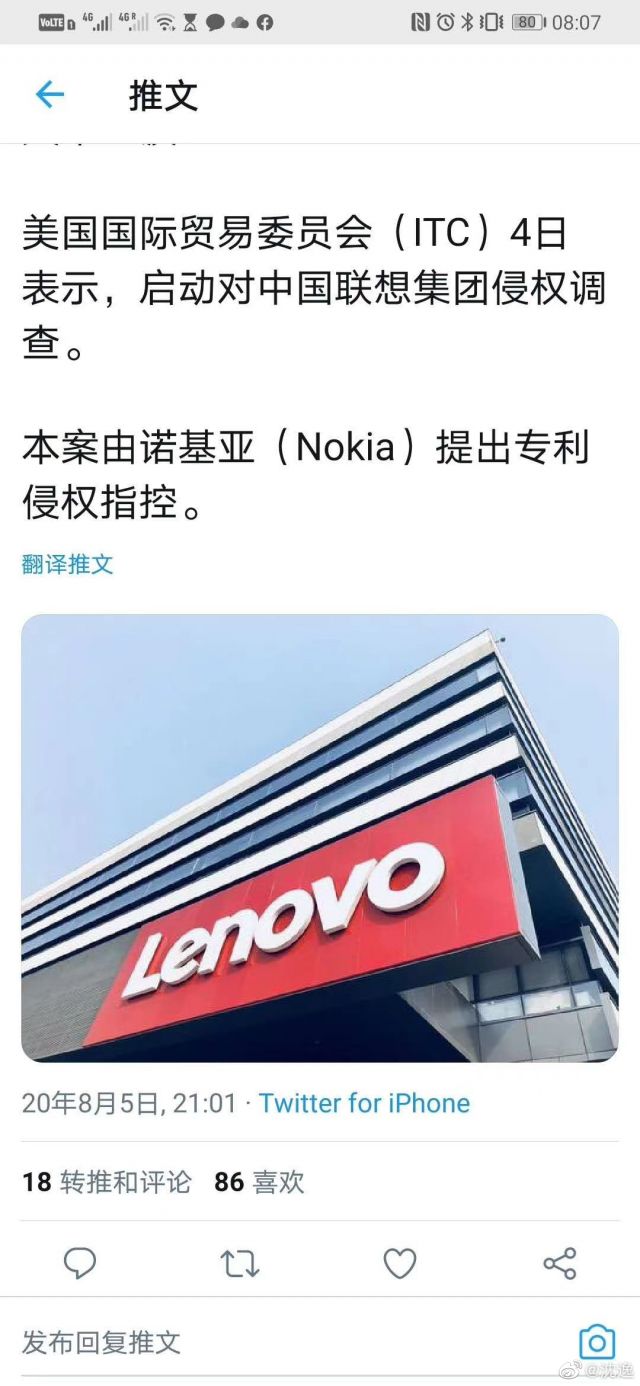 VoLTE
4G
4G R
80
08:07
推文
美国国际贸易委员会（ITC）4日
表示，启动对中国联想集团侵权调
查。
本案由诺基亚（Nokia）提出专利
侵权指控。
翻译推文
Lenovo
20年8月5日, 21:01 · Twitter for iPhone
18 转推和评论 86 喜欢
发布回复推文
@沈逸